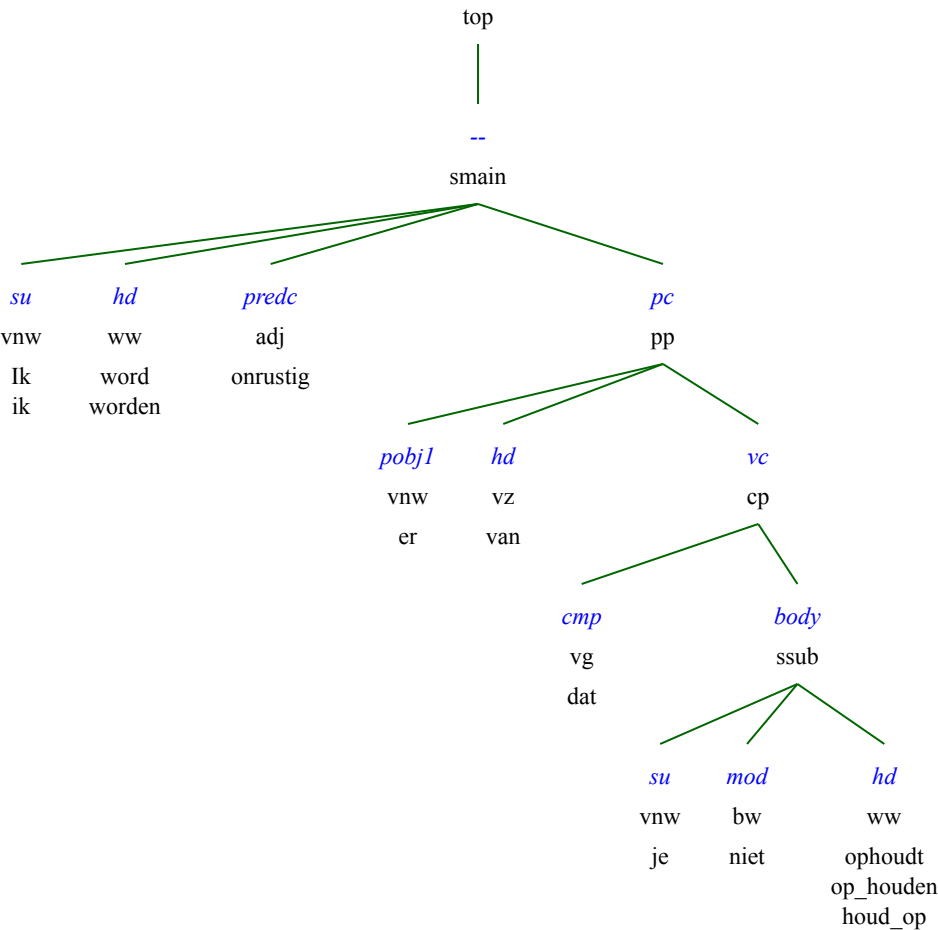 top
--
smain
su hd predc pc
vnw ww adj pp
Ik word onrustig
ik worden
pobj1 hd vc
vnw vz cp
er van
cmp body
vg ssub
dat
su mod hd
vnw bw ww
je niet ophoudt
op_houden
houd_op